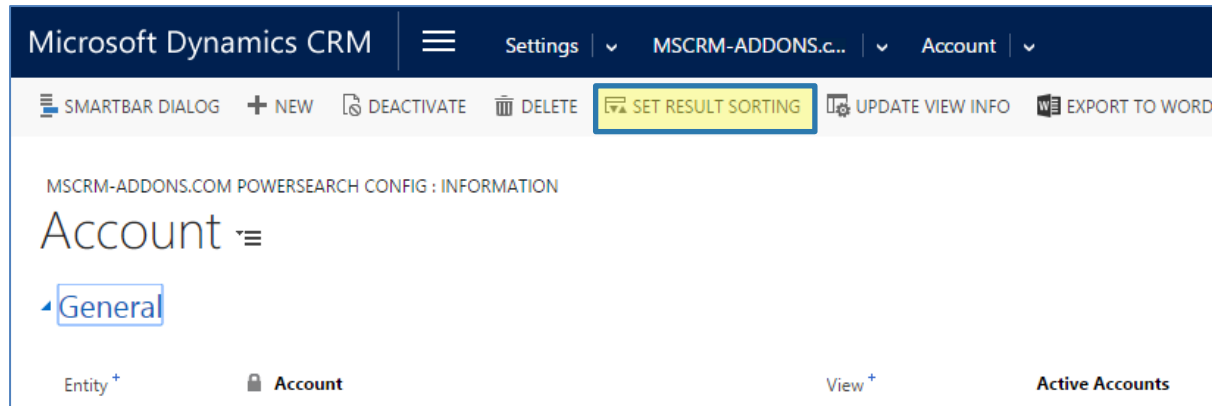 Microsoft Dynamics CRM Settings MSCRM-ADDONS.c... Account
SMARTBAR DIALOG NEW DEACTIVATE DELETE SET RESULT SORTING UPDATE VIEW INFO EXPORT TO WORD
MSCRM-ADDONS.COM POWERSEARCH CONFIG : INFORMATION
Account
General
Entity + Account View + Active Accounts